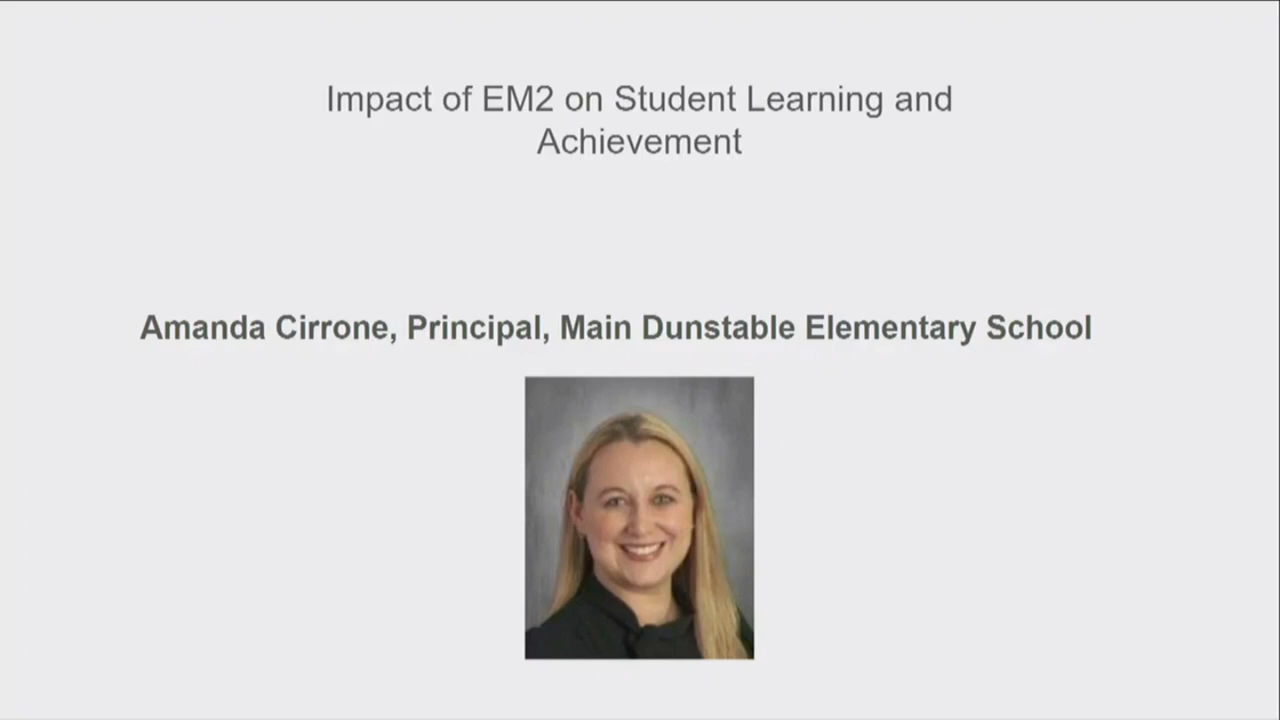 Impact of EM2 on Student Learning and
Achievement
Amanda Cirrone, Principal, Main Dunstable Elementary School